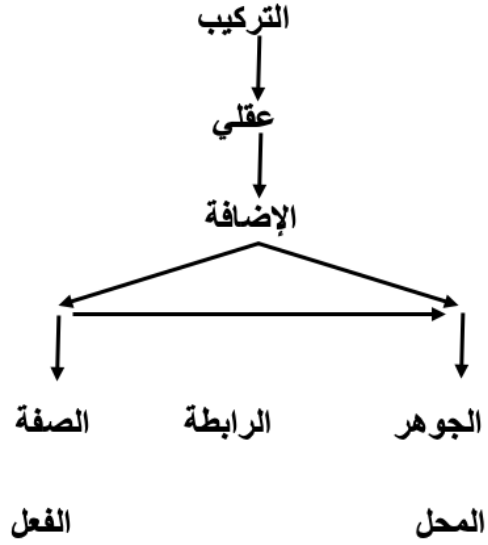 التركيب
عقلي
الإضافة
الجوهر الرابطة الصفة
المحل الفعل